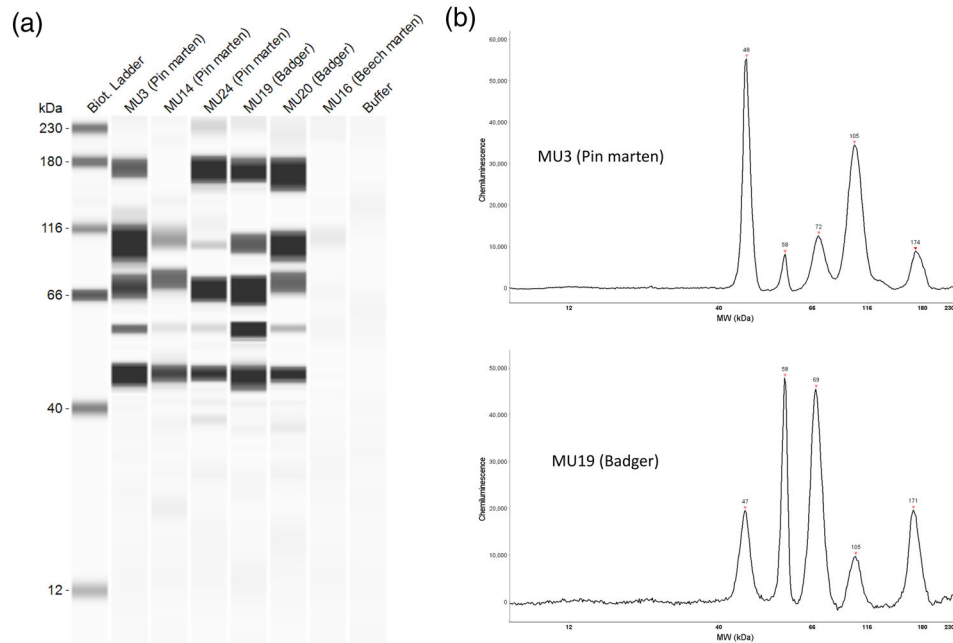 (a)
kDa
Biot. Ladder
MU3 (Pin marten)
MU14 (Pin marten)
MU24 (Pin marten)
MU19 (Badger)
MU20 (Badger)
MU16 (Beech marten)
Buffer
230 -
180 -
116 -
66 -
40 -
12 -
(b)
60,000
50,000
40,000
30,000
20,000
10,000
0
Chemiluminescence
48
58
72
105
174
MU3 (Pin marten)
12
40
66
116
180
230
MW (kDa)
50,000
40,000
30,000
20,000
10,000
0
Chemiluminescence
47
58
69
105
171
MU19 (Badger)
12
40
66
116
180
230
MW (kDa)